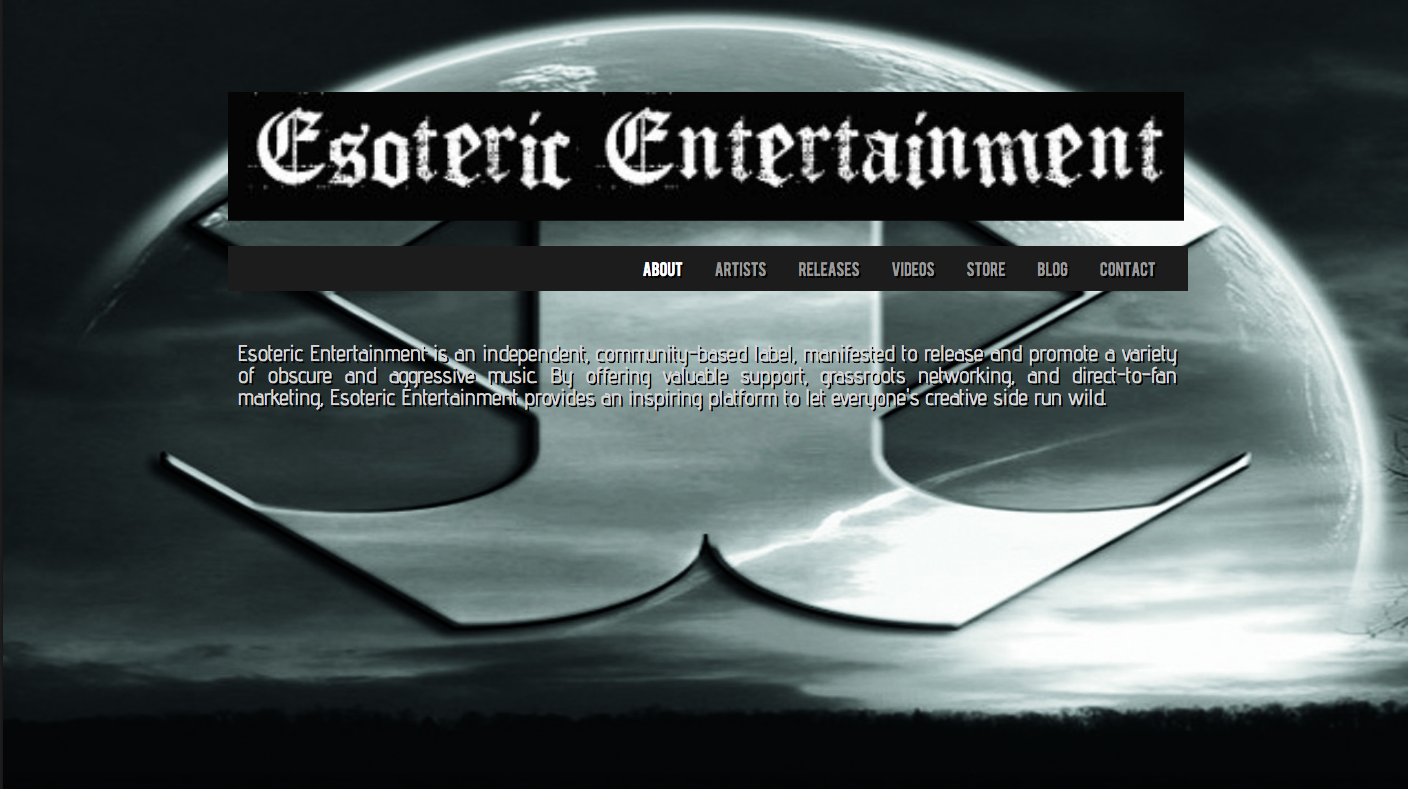 Esoteric Entertainment
ABOUT ARTISTS RELEASES VIDEOS STORE BLOG CONTACT
Esoteric Entertainment is an independent, community-based label, manifested to release and promote a variety
of obscure and aggressive music. By offering valuable support, grassroots networking, and direct-to-fan
marketing, Esoteric Entertainment provides an inspiring platform to let everyone's creative side run wild.